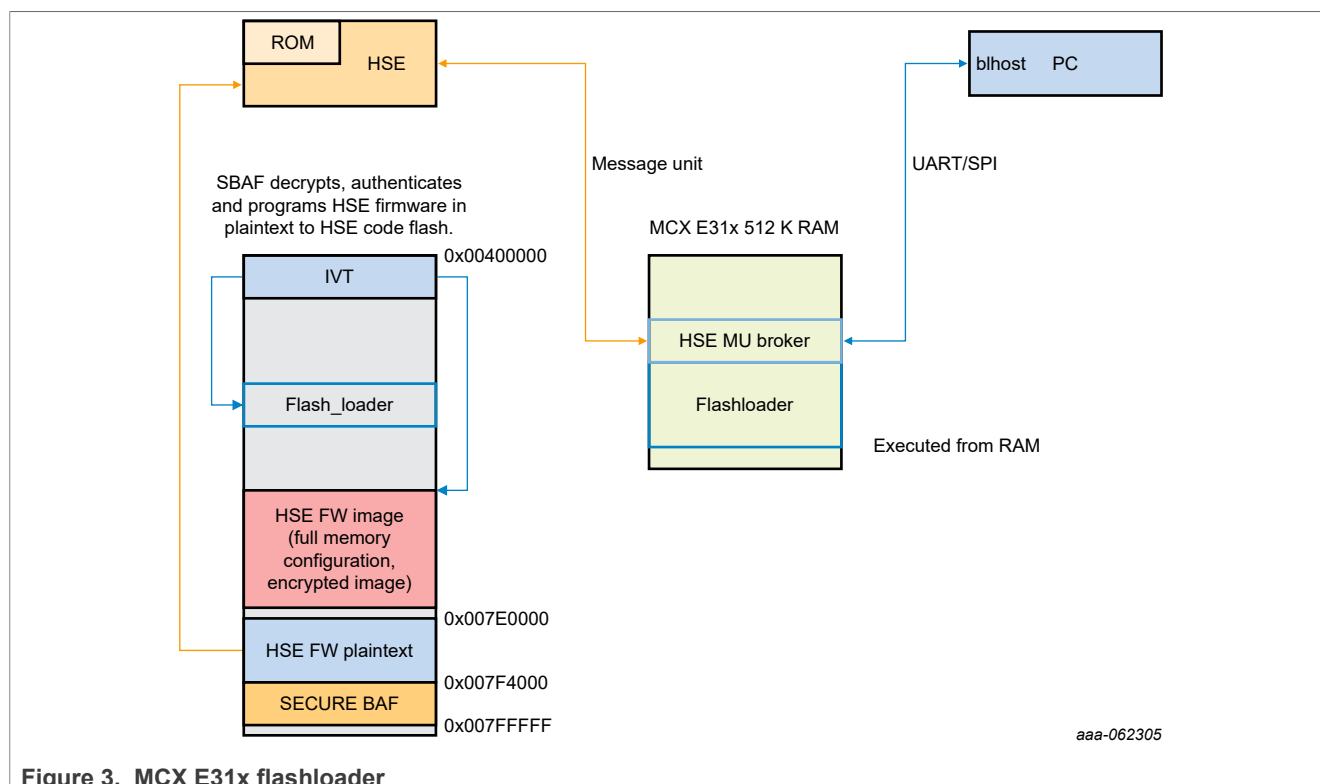 ROM
HSE
blhost PC
Message unit
UART/SPI
SBAF decrypts, authenticates
and programs HSE firmware in
plaintext to HSE code flash.
MCX E31x 512 K RAM
0x00400000
IVT
HSE MU broker
Flash_loader
Flashloader
Executed from RAM
HSE FW image
(full memory
configuration,
encrypted image)
0x007E0000
HSE FW plaintext
0x007F4000
SECURE BAF
0x007FFFFF
aaa-062305
Figure 3. MCX E31x flashloader